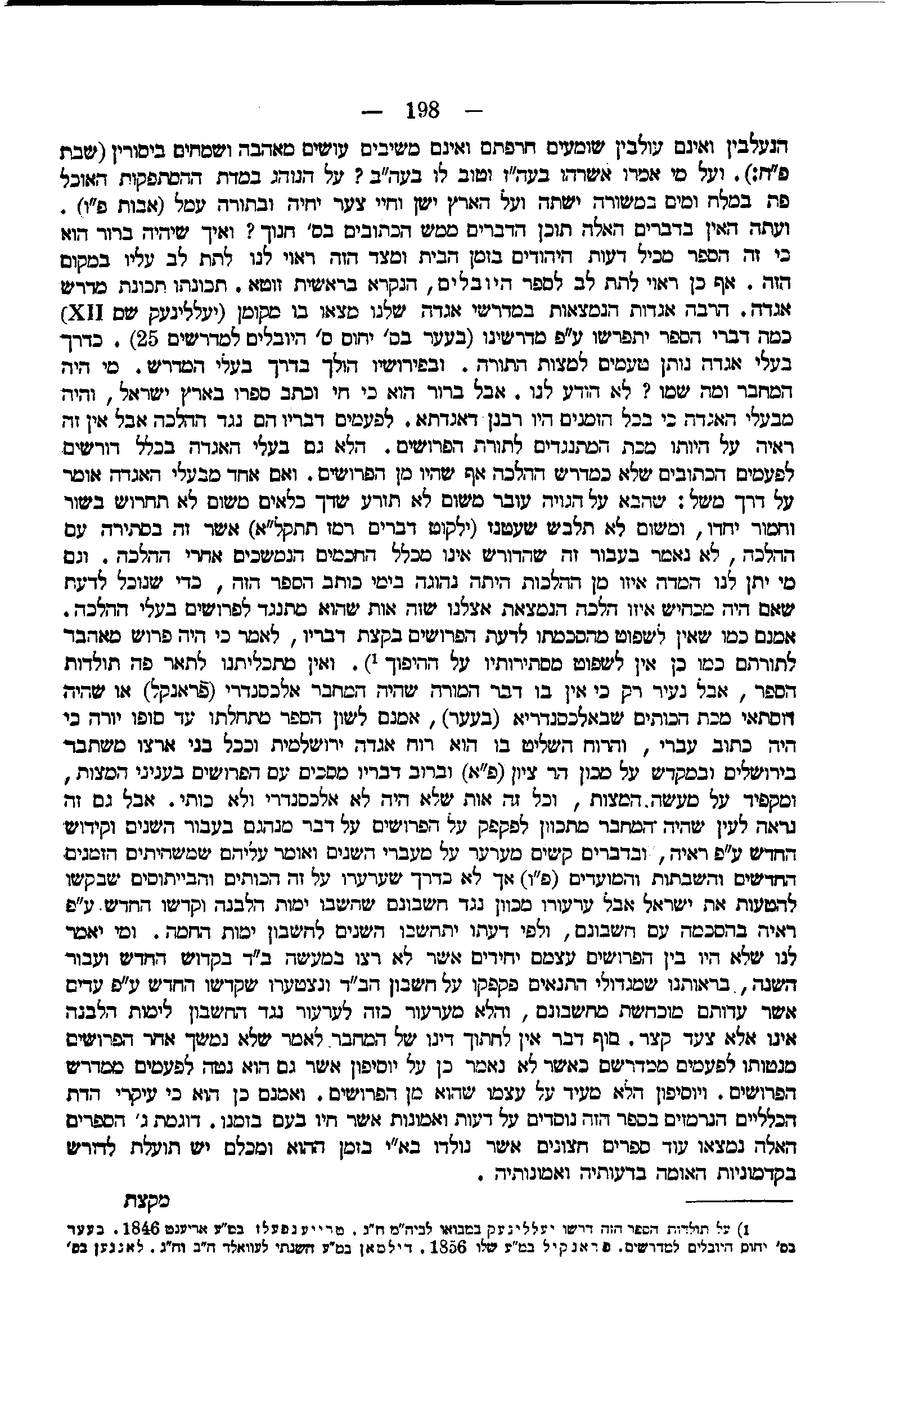 — 198 —
הנעלבין ואינם עולבין שומעים חרפתם ואינם משיבים עושים מאהבה ושמחים ביסורין (שבת
פ״ח:). ועל מי אמרו אשרהו בעה״ז וטוב לו בעה״ב ? על הנוהג במדת ההסתפקות האוכל
פת במלח ומים במשורה ישתה ועל הארץ ישן וחיי צער יחיה ובתורה עמל (אבות פ״ו) .
ועתה האין בדברים האלה תוכן הדברים ממש הכתובים בס׳ חנוך ? ואיך שיהיה ברור הוא
כי זה הספר מכיל דעות היהודים בזמן הבית ומצד הזה ראוי לנו לתת לב עליו במקום
הזה . אף כן ראוי לתת לב לספר היובלים, הנקרא בראשית זוטא . תכונתו תכונת מדרש
אגדה. הרבה אגדות הנמצאות במדרשי אגדה שלנו מצאו בו מקומן (יעללינעק שם XII)
כמה דברי הספר יתפרשו ע״פ מדרשינו (בעער בס׳ יחוס ס׳ היובלים למדרשים 25) . כדרך
בעלי אגדה נותן טעמים למצות התורה . ובפירושיו הולך בדרך בעלי המדרש. מי היה
המחבר ומה שמו ? לא הודע לנו . אבל ברור הוא כי חי וכתב ספרו בארץ ישראל, והיה
מבעלי האגדה כי בכל הזמנים היו רבנן דאגדתא. לפעמים דבריו הם נגד ההלכה אבל אין זה
ראיה על היותו מכת המתנגדים לתורת הפרושים. הלא גם בעלי האגדה בכלל דורשים
לפעמים הכתובים שלא כמדרש ההלכה אף שהיו מן הפרושים. ואם אחד מבעלי האגדה אומר
על דרך משל: שהבא על הגויה עובר משום לא תזרע שדך כלאים משום לא תחרוש בשור
וחמור יחדו, ומשום לא תלבש שעטנז (ילקוט דברים רמז תתקל״א) אשר זה בסתירה עם
ההלכה, לא נאמר בעבור זה שהדורש אינו מכלל החכמים הנמשכים אחרי ההלכה . וגם
מי יתן לנו המדה איזו מן ההלכות היתה נהוגה בימי כותב הספר הזה, כדי שנוכל לדעת
שאם היה מכחיש איזו הלכה הנמצאת אצלנו שזה אות שהוא מתנגד לפרושים בעלי ההלכה.
אמנם כמו שאין לשפוט מהסכמתו לדעת הפרושים בקצת דבריו, לאמר כי היה פרוש מאהבה
לתורתם כמו כן אין לשפוט מסתירותיו על ההיפוך ¹). ואין מתכליתנו לתאר פה תולדות
הספר, אבל נעיר רק כי אין בו דבר המורה שהיה המחבר אלכסנדרי (פראנקל) או שהיה
חסתאי מכת הכותים שבאלכסנדריא (בעער), אמנם לשון הספר מתחלתו עד סופו יורה כי
היה כתוב עברי, והרוח השליט בו הוא רוח אגדה ירושלמית וככל בני ארצו משתבח
בירושלים ובמקדש על מכון הר ציון (פ״א) וברוב דבריו מסכים עם הפרושים בעניני המצות,
ומקפיד על מעשה המצות, וכל זה אות שלא היה לא אלכסנדרי ולא כותי. אבל גם זה
נראה לעין שהיה המחבר מתכוון לפקפק על הפרושים על דבר מנהגם בעבור השנים וקידוש
החדש ע״פ ראיה, ובדברים קשים מערער על מעברי השנים ואומר עליהם שמשהיתים הזמנים
החדשים והשבתות והמועדים (פ״ו) אך לא כדרך שערערו על זה הכותים והבייתוסים שבקשו
להטעות את ישראל אבל ערעורו מכוון נגד חשבונם שחשבו ימות הלבנה וקדשו החדש ע״פ
ראיה בהסכמה עם חשבונם, ולפי דעתו יתחשבו השנים לחשבון ימות החמה. ומי יאמר
לנו שלא היו בין הפרושים עצמם יחידים אשר לא רצו במעשה ב״ד בקדוש החדש ועבור
השנה, בראותנו שמגדולי התנאים פקפקו על חשבון הב״ד ונצטערו שקדשו החדש ע״פ עדים
אשר עדותם מוכחשת מחשבונם, והלא מערעור כזה לערעור נגד החשבון לימות הלבנה
אינו אלא צעד קצר. סוף דבר אין לחתוך דינו של המחבר לאמר שלא נמשך אחר הפרושים
מנטותו לפעמים ממדרשם כאשר לא נאמר כן על יוסיפון אשר גם הוא נטה לפעמים ממדרש
הפרושים. ויוסיפון הלא מעיד על עצמו שהוא מן הפרושים. ואמנם כן הוא כי עיקרי הדת
הכלליים הנרמזים בספר הזה נוסדים על דעות ואמונות אשר חיו בעם בזמנו. דוגמת ג׳ הספרים
האלה נמצאו עוד ספרים חצונים אשר נולדו בא״י בזמן ההוא ומכלם יש תועלת לדורש
בקדמוניות האומה בדעותיה ואמונותיה .
מקצת
1) על תולדות הספר הזה דרשו יעללינעק במבואו לביה״מ ח״ג . טרייענפעלז בס״ע אריענט 1846. בעער
בס׳ יחוס היובלים למדרשים. פראנקיל במ״ע שלו 1856. דילמאן במ״ע השנתי לעוואלד ח״ב וח״ג. לאנגען בס׳